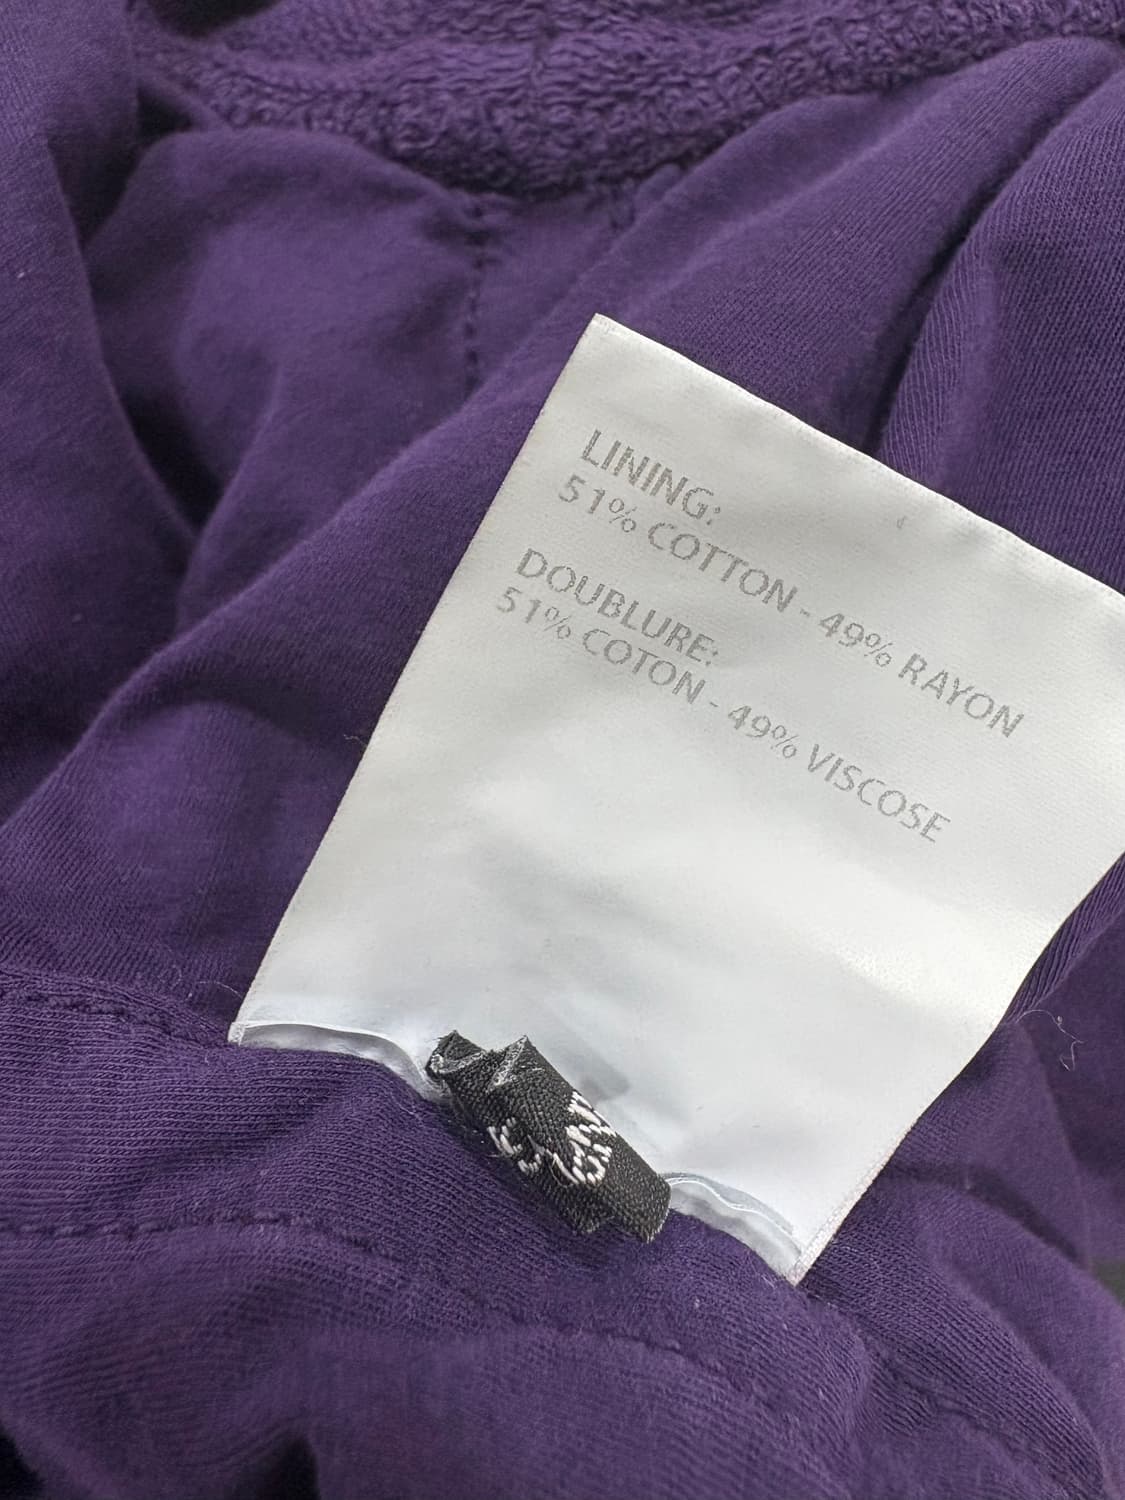 LINING:
51% COTTON - 49% RAYON
DOUBLURE:
51% COTON - 49% VISCOSE